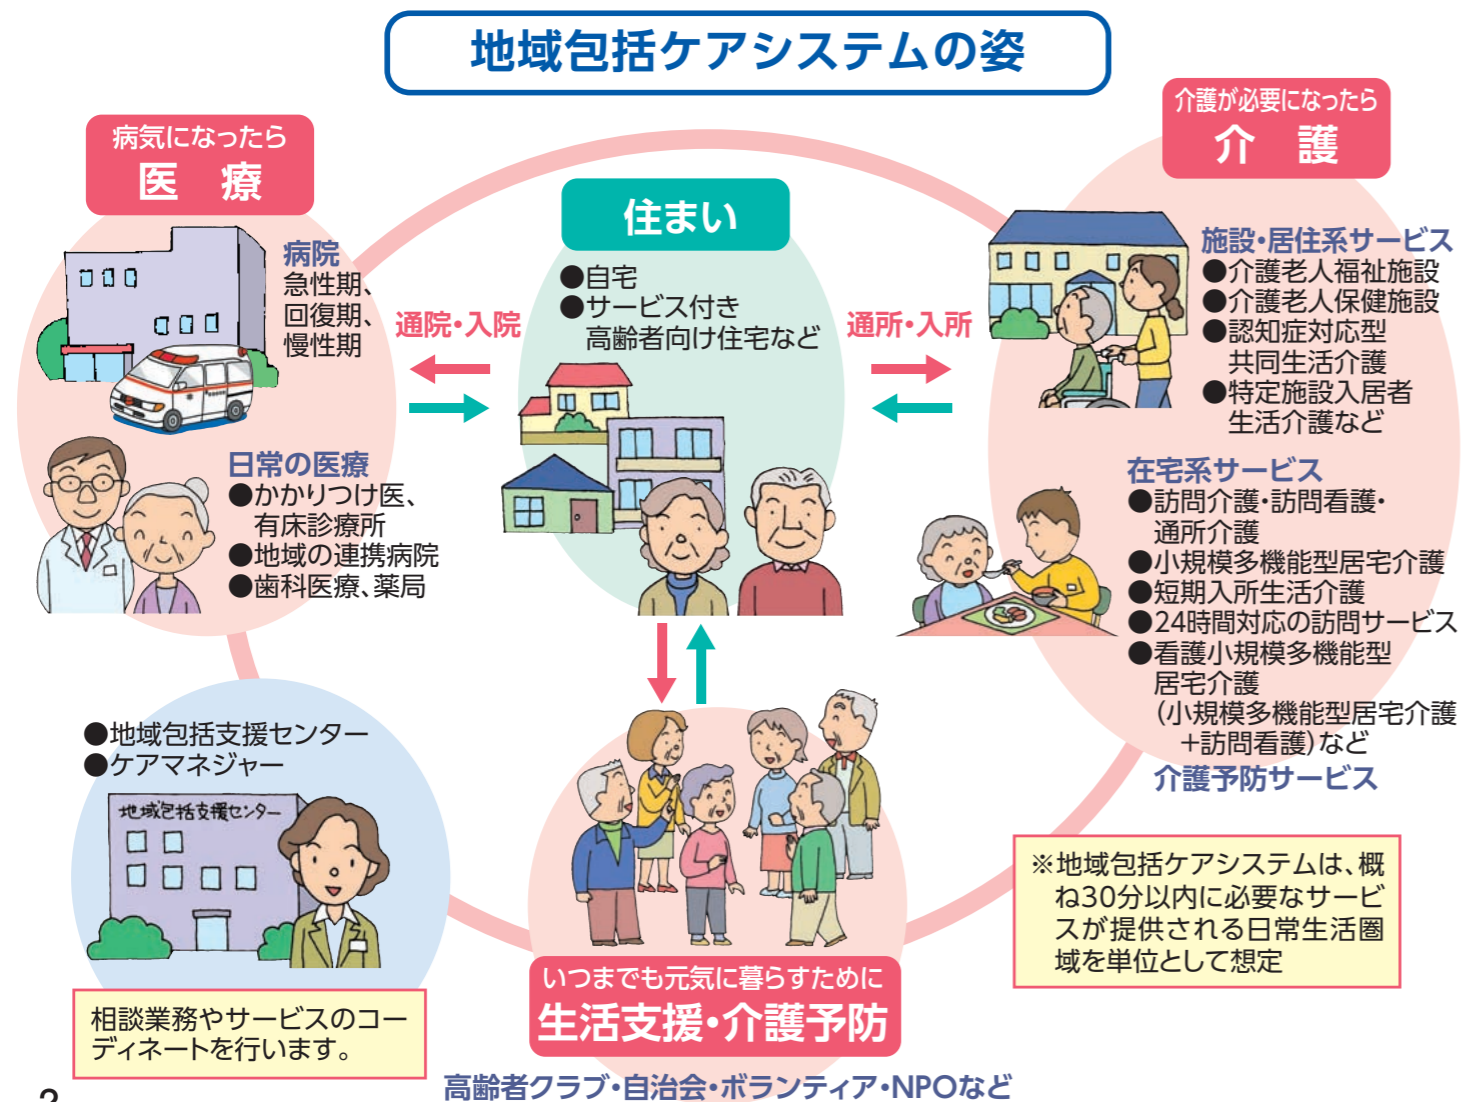 地域包括ケアシステムの姿
病気になったら
医 療
病院
急性期、
回復期、
慢性期
日常の医療
●かかりつけ医、
有床診療所
●地域の連携病院
●歯科医療、薬局
通院・入院
住まい
●自宅
●サービス付き
高齢者向け住宅など
通所・入所
介護が必要になったら
介 護
施設・居住系サービス
●介護老人福祉施設
●介護老人保健施設
●認知症対応型
共同生活介護
●特定施設入居者
生活介護など
在宅系サービス
●訪問介護・訪問看護・
通所介護
●小規模多機能型居宅介護
●短期入所生活介護
●24時間対応の訪問サービス
●看護小規模多機能型
居宅介護
(小規模多機能型居宅介護
+訪問看護)など
介護予防サービス
●地域包括支援センター
●ケアマネジャー
地域包括支援センター
相談業務やサービスのコー
ディネートを行います。
いつまでも元気に暮らすために
生活支援・介護予防
高齢者クラブ・自治会・ボランティア・NPOなど
※地域包括ケアシステムは、概
ね30分以内に必要なサービ
スが提供される日常生活圏
域を単位として想定
2